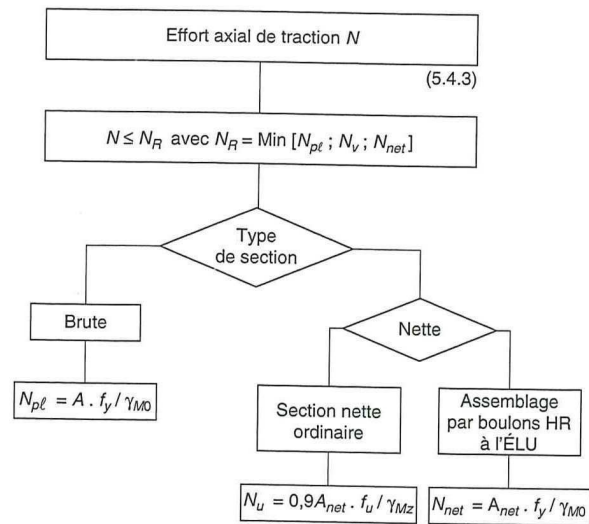 Effort axial de traction N
(5.4.3)
N ≤ N_R avec N_R = Min [N_pℓ ; N_v ; N_net]
Type
de section
Brute
Nette
N_pℓ = A . f_y / γ_M0
Section nette
ordinaire
Assemblage
par boulons HR
à l'ÉLU
N_u = 0,9A_net . f_u / γ_Mz
N_net = A_net . f_y / γ_M0